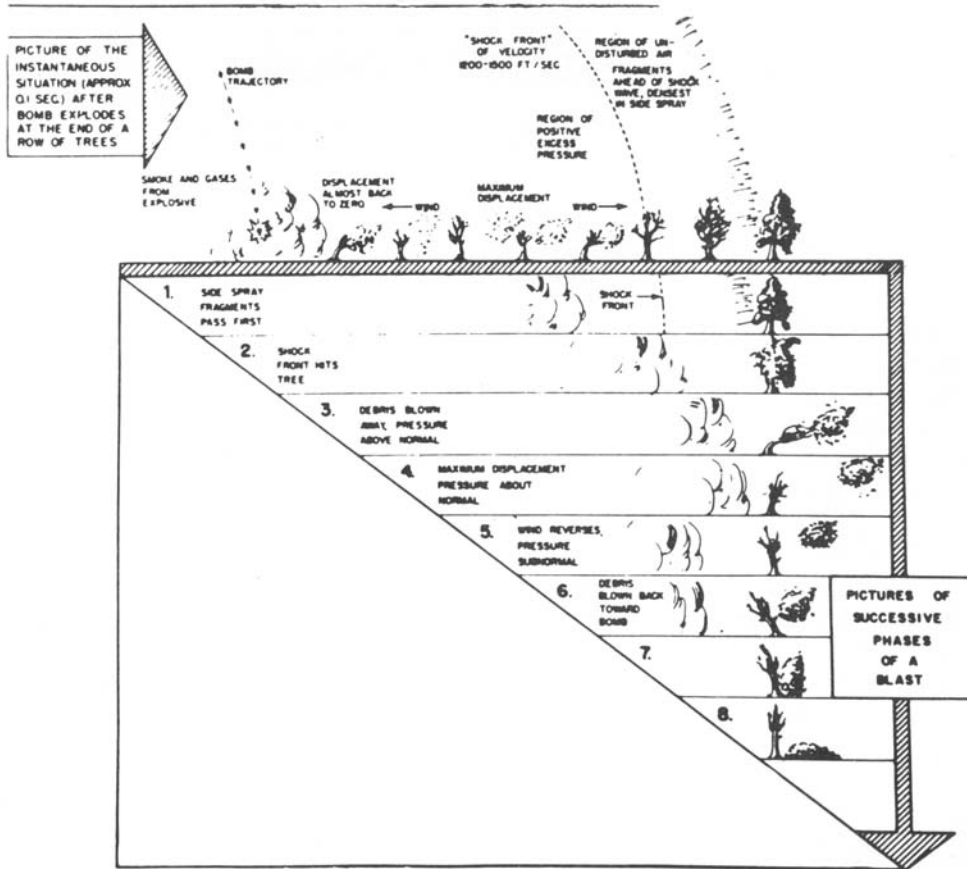 PICTURE OF THE
INSTANTANEOUS
SITUATION (APPROX
0.1 SEC.) AFTER
BOMB EXPLODES
AT THE END OF A
ROW OF TREES
BOMB
TRAJECTORY
"SHOCK FRONT"
OF VELOCITY
1200-1500 FT/SEC
REGION OF UN-
DISTURBED AIR
FRAGMENTS
AHEAD OF SHOCK
WAVE, DENSEST
IN SIDE SPRAY
REGION OF
POSITIVE
EXCESS
PRESSURE
SMOKE AND GASES
FROM
EXPLOSIVE
DISPLACEMENT
ALMOST BACK
TO ZERO
WIND
MAXIMUM
DISPLACEMENT
WIND
1.
SIDE SPRAY
FRAGMENTS
PASS FIRST
SHOCK
FRONT
2.
SHOCK
FRONT HITS
TREE
3.
DEBRIS BLOWN
AWAY, PRESSURE
ABOVE NORMAL
4.
MAXIMUM DISPLACEMENT
PRESSURE ABOUT
NORMAL
5.
WIND REVERSES,
PRESSURE
SUBNORMAL
6.
DEBRIS
BLOWN BACK
TOWARD
BOMB
7.
8.
PICTURES OF
SUCCESSIVE
PHASES
OF A
BLAST